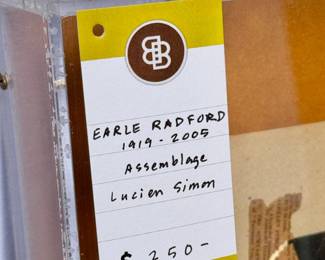 EARLE RADFORD
1919-2005
Assemblage
Lucien Simon
$ 250-